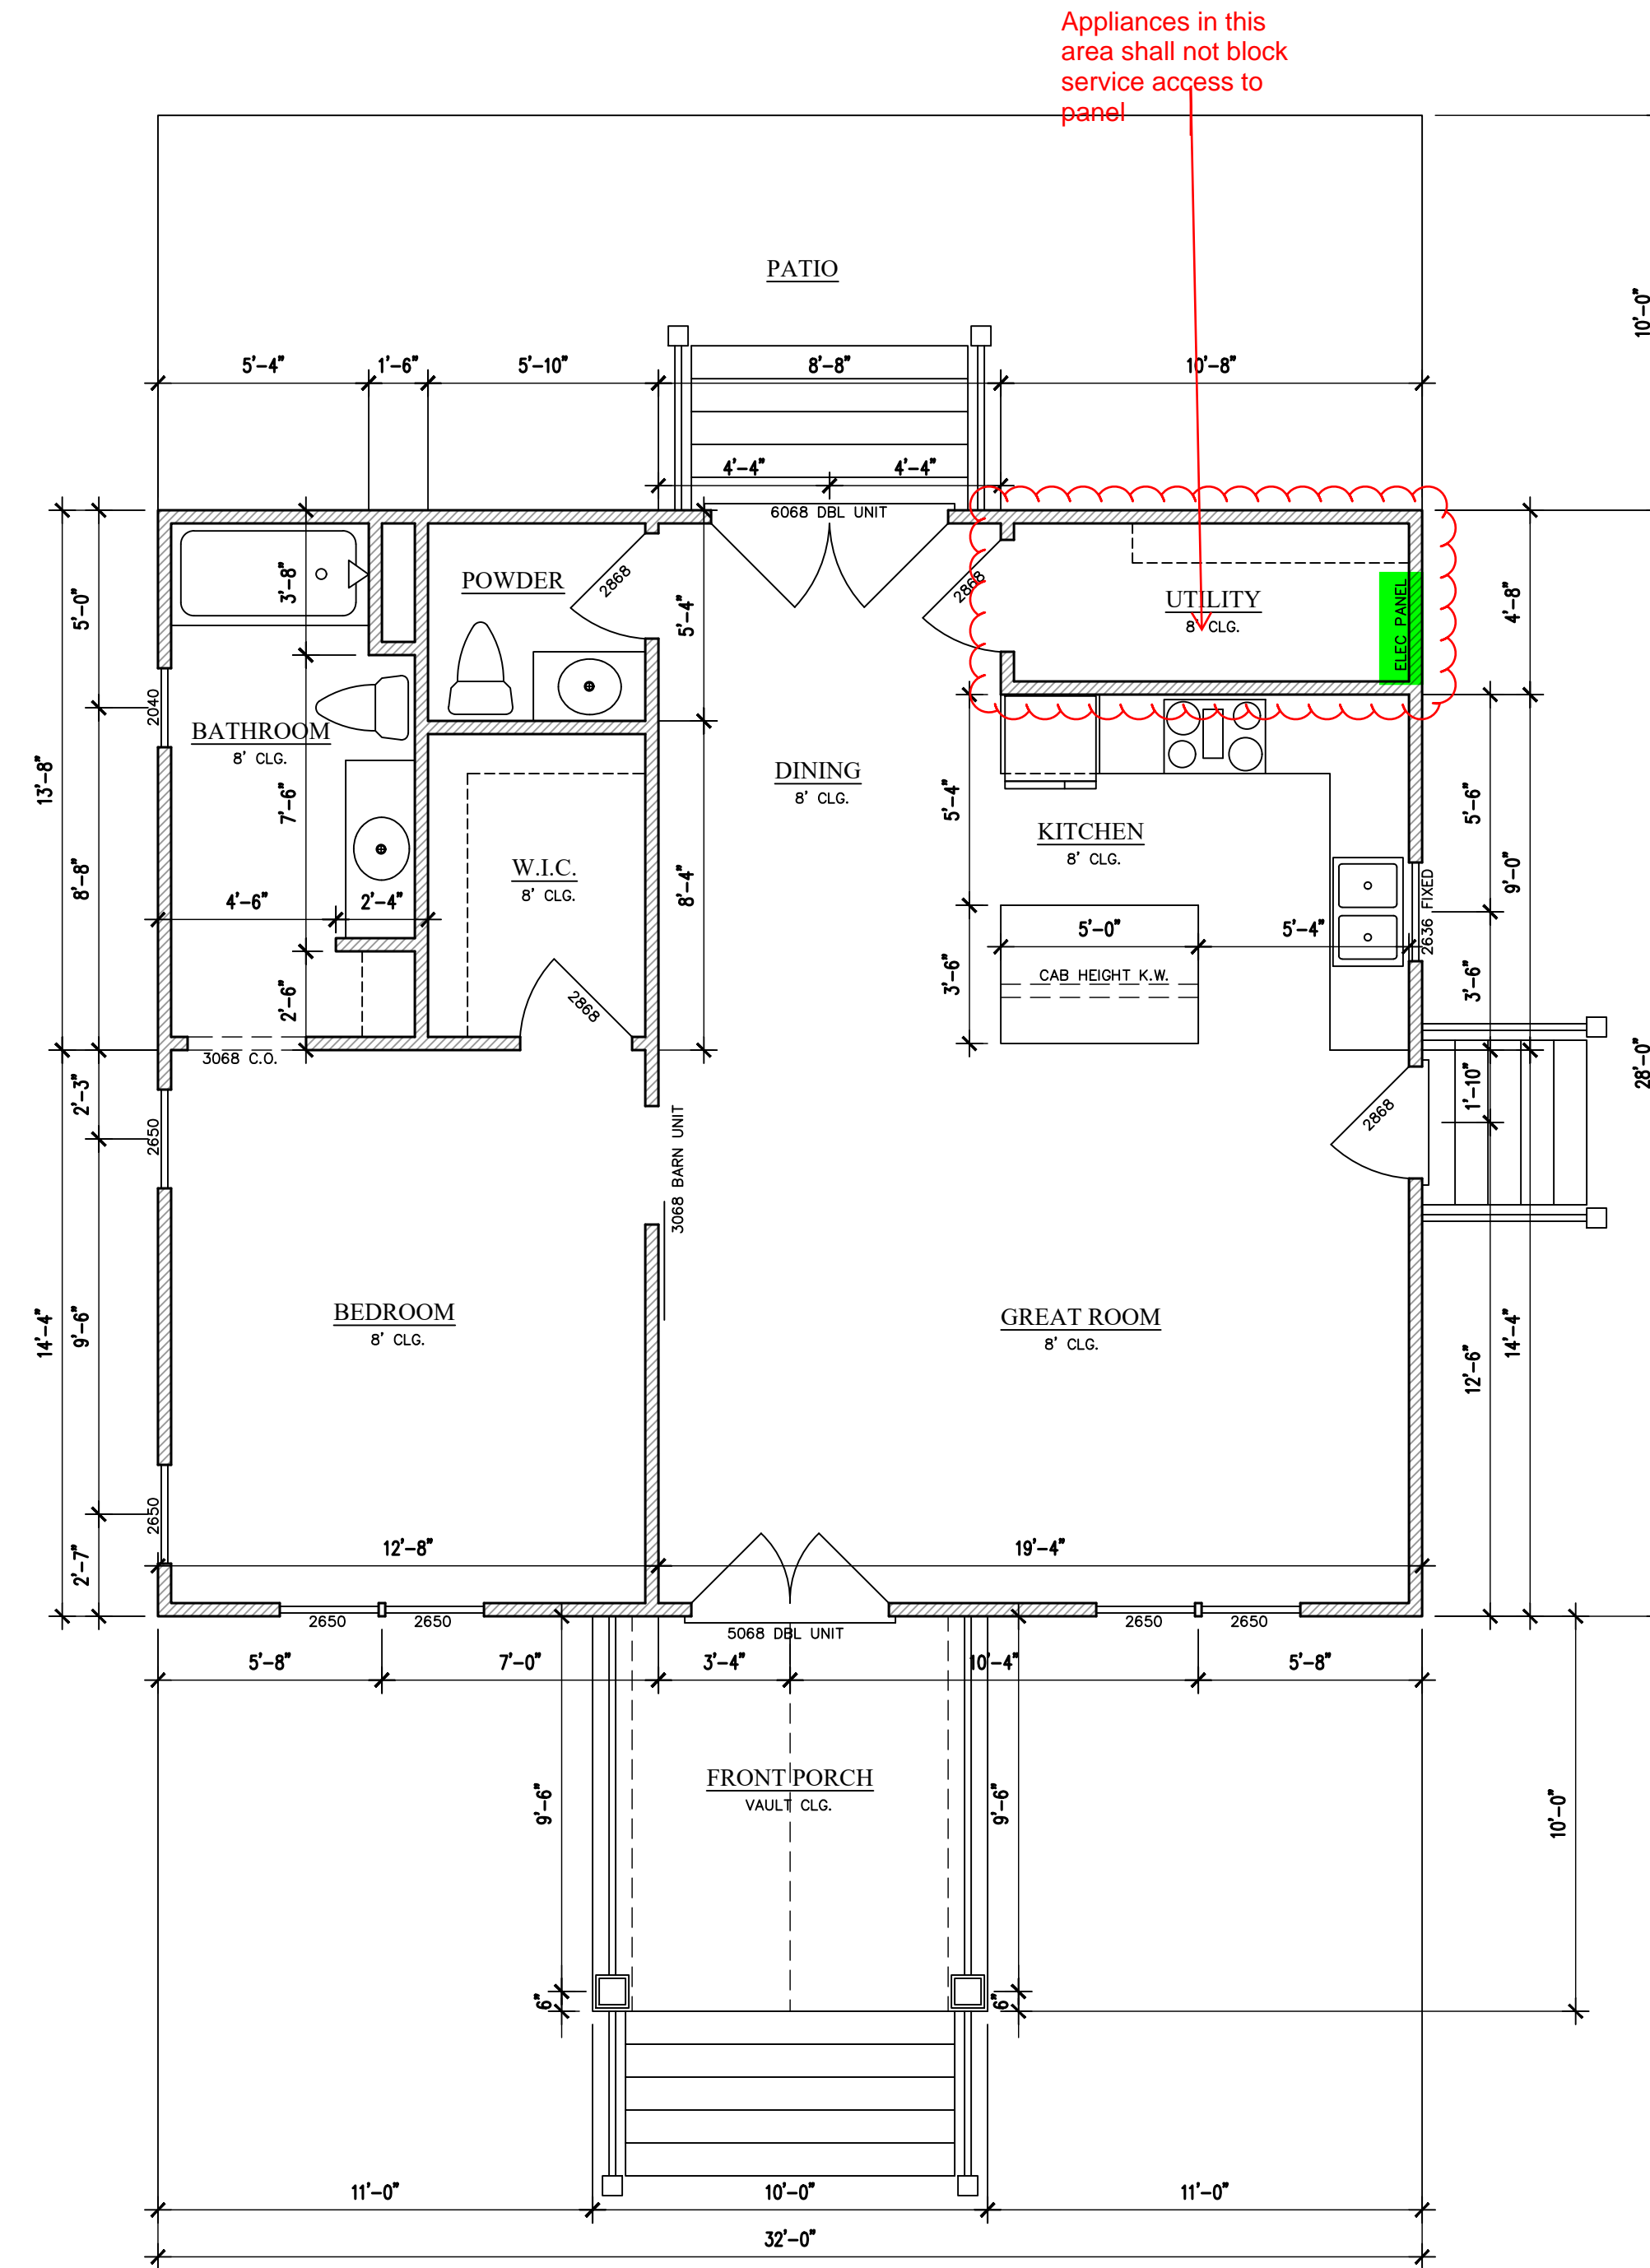 Appliances in this
area shall not block
service access to
panel
PATIO
10'-0"
5'-4"
1'-6"
5'-10"
8'-8"
10'-8"
4'-4"
4'-4"
6068 DBL UNIT
5'-0"
3'-8"
POWDER
2868
5'-4"
2868
UTILITY
8' CLG.
ELEC PANEL
4'-8"
2040
BATHROOM
8' CLG.
13'-8"
7'-6"
DINING
8' CLG.
5'-4"
KITCHEN
8' CLG.
5'-6"
8'-8"
4'-6"
2'-4"
W.I.C.
8' CLG.
8'-4"
5'-0"
5'-4"
2636 FIXED
9'-0"
2'-6"
2868
3'-6"
CAB HEIGHT K.W.
3'-6"
3068 C.O.
28'-0"
2'-3"
2650
3068 BARN UNIT
2868
1'-10"
14'-4"
9'-6"
BEDROOM
8' CLG.
GREAT ROOM
8' CLG.
12'-6"
14'-4"
2650
2'-7"
12'-8"
19'-4"
2650
2650
5068 DBL UNIT
2650
2650
5'-8"
7'-0"
3'-4"
10'-4"
5'-8"
FRONT PORCH
VAULT CLG.
9'-6"
9'-6"
10'-0"
6"
6"
11'-0"
10'-0"
11'-0"
32'-0"